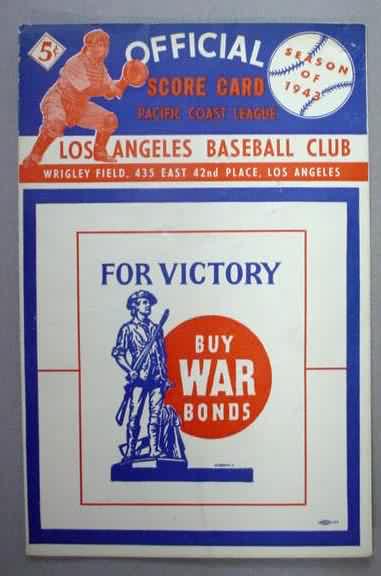 5¢
OFFICIAL
SCORE CARD
PACIFIC COAST LEAGUE
SEASON
OF
1943
LOS ANGELES BASEBALL CLUB
WRIGLEY FIELD, 435 EAST 42nd PLACE, LOS ANGELES
FOR VICTORY
BUY
WAR
BONDS